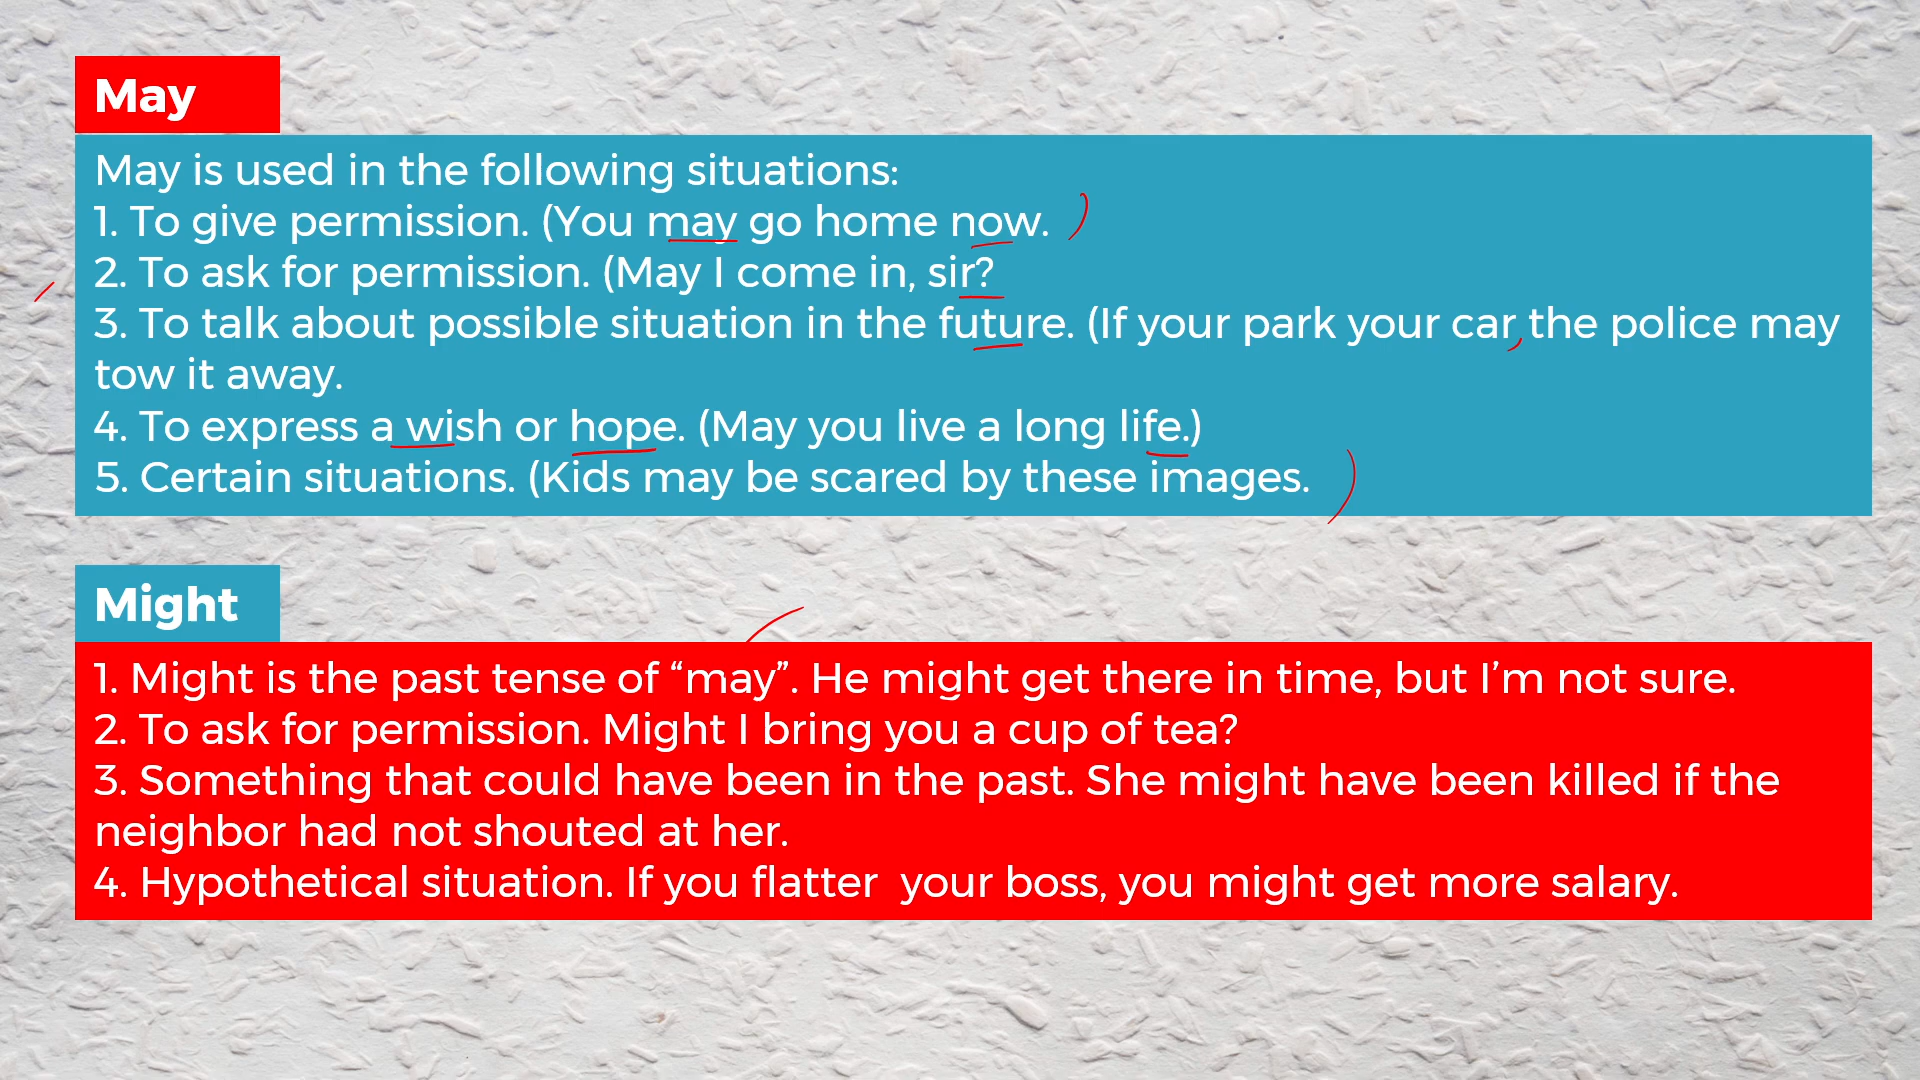 May
May is used in the following situations:
1. To give permission. (You may go home now. )
2. To ask for permission. (May I come in, sir?
3. To talk about possible situation in the future. (If your park your car, the police may
tow it away.
4. To express a wish or hope. (May you live a long life.)
5. Certain situations. (Kids may be scared by these images. )
Might
1. Might is the past tense of “may”. He might get there in time, but I’m not sure.
2. To ask for permission. Might I bring you a cup of tea?
3. Something that could have been in the past. She might have been killed if the
neighbor had not shouted at her.
4. Hypothetical situation. If you flatter  your boss, you might get more salary.